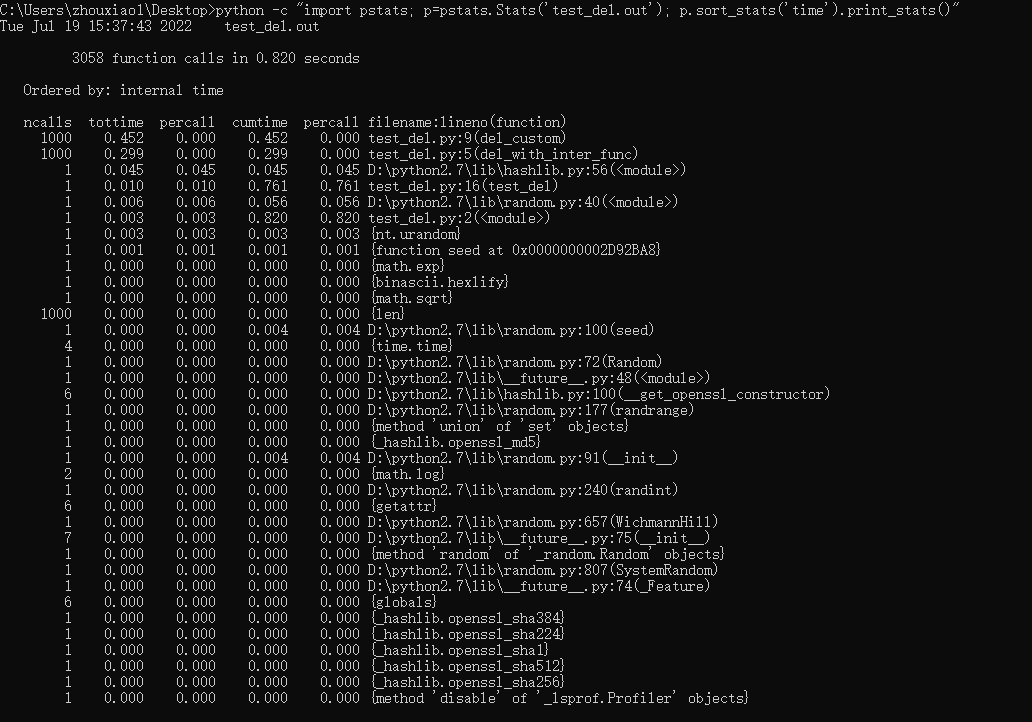 C:\Users\zhouxiao1\Desktop>python -c "import pstats; p=pstats.Stats('test_del.out'); p.sort_stats('time').print_stats()"
Tue Jul 19 15:37:43 2022    test_del.out
         3058 function calls in 0.820 seconds
   Ordered by: internal time
   ncalls  tottime  percall  cumtime  percall filename:lineno(function)
     1000    0.452    0.000    0.452    0.000 test_del.py:9(del_custom)
     1000    0.299    0.000    0.299    0.000 test_del.py:5(del_with_inter_func)
        1    0.045    0.045    0.045    0.045 D:\python2.7\lib\hashlib.py:56(<module>)
        1    0.010    0.010    0.761    0.761 test_del.py:16(test_del)
        1    0.006    0.006    0.056    0.056 D:\python2.7\lib\random.py:40(<module>)
        1    0.003    0.003    0.820    0.820 test_del.py:2(<module>)
        1    0.003    0.003    0.003    0.003 {nt.urandom}
        1    0.001    0.001    0.001    0.001 {function seed at 0x0000000002D92BA8}
        1    0.000    0.000    0.000    0.000 {math.exp}
        1    0.000    0.000    0.000    0.000 {binascii.hexlify}
        1    0.000    0.000    0.000    0.000 {math.sqrt}
     1000    0.000    0.000    0.000    0.000 {len}
        1    0.000    0.000    0.004    0.004 D:\python2.7\lib\random.py:100(seed)
        4    0.000    0.000    0.000    0.000 {time.time}
        1    0.000    0.000    0.000    0.000 D:\python2.7\lib\random.py:72(Random)
        1    0.000    0.000    0.000    0.000 D:\python2.7\lib\__future__.py:48(<module>)
        6    0.000    0.000    0.000    0.000 D:\python2.7\lib\hashlib.py:100(__get_openssl_constructor)
        1    0.000    0.000    0.000    0.000 D:\python2.7\lib\random.py:177(randrange)
        1    0.000    0.000    0.000    0.000 {method 'union' of 'set' objects}
        1    0.000    0.000    0.000    0.000 {_hashlib.openssl_md5}
        1    0.000    0.000    0.004    0.004 D:\python2.7\lib\random.py:91(__init__)
        2    0.000    0.000    0.000    0.000 {math.log}
        1    0.000    0.000    0.000    0.000 D:\python2.7\lib\random.py:240(randint)
        6    0.000    0.000    0.000    0.000 {getattr}
        1    0.000    0.000    0.000    0.000 D:\python2.7\lib\random.py:657(WichmannHill)
        7    0.000    0.000    0.000    0.000 D:\python2.7\lib\__future__.py:75(__init__)
        1    0.000    0.000    0.000    0.000 {method 'random' of '_random.Random' objects}
        1    0.000    0.000    0.000    0.000 D:\python2.7\lib\random.py:807(SystemRandom)
        1    0.000    0.000    0.000    0.000 D:\python2.7\lib\__future__.py:74(_Feature)
        6    0.000    0.000    0.000    0.000 {globals}
        1    0.000    0.000    0.000    0.000 {_hashlib.openssl_sha384}
        1    0.000    0.000    0.000    0.000 {_hashlib.openssl_sha224}
        1    0.000    0.000    0.000    0.000 {_hashlib.openssl_sha1}
        1    0.000    0.000    0.000    0.000 {_hashlib.openssl_sha512}
        1    0.000    0.000    0.000    0.000 {_hashlib.openssl_sha256}
        1    0.000    0.000    0.000    0.000 {method 'disable' of '_lsprof.Profiler' objects}